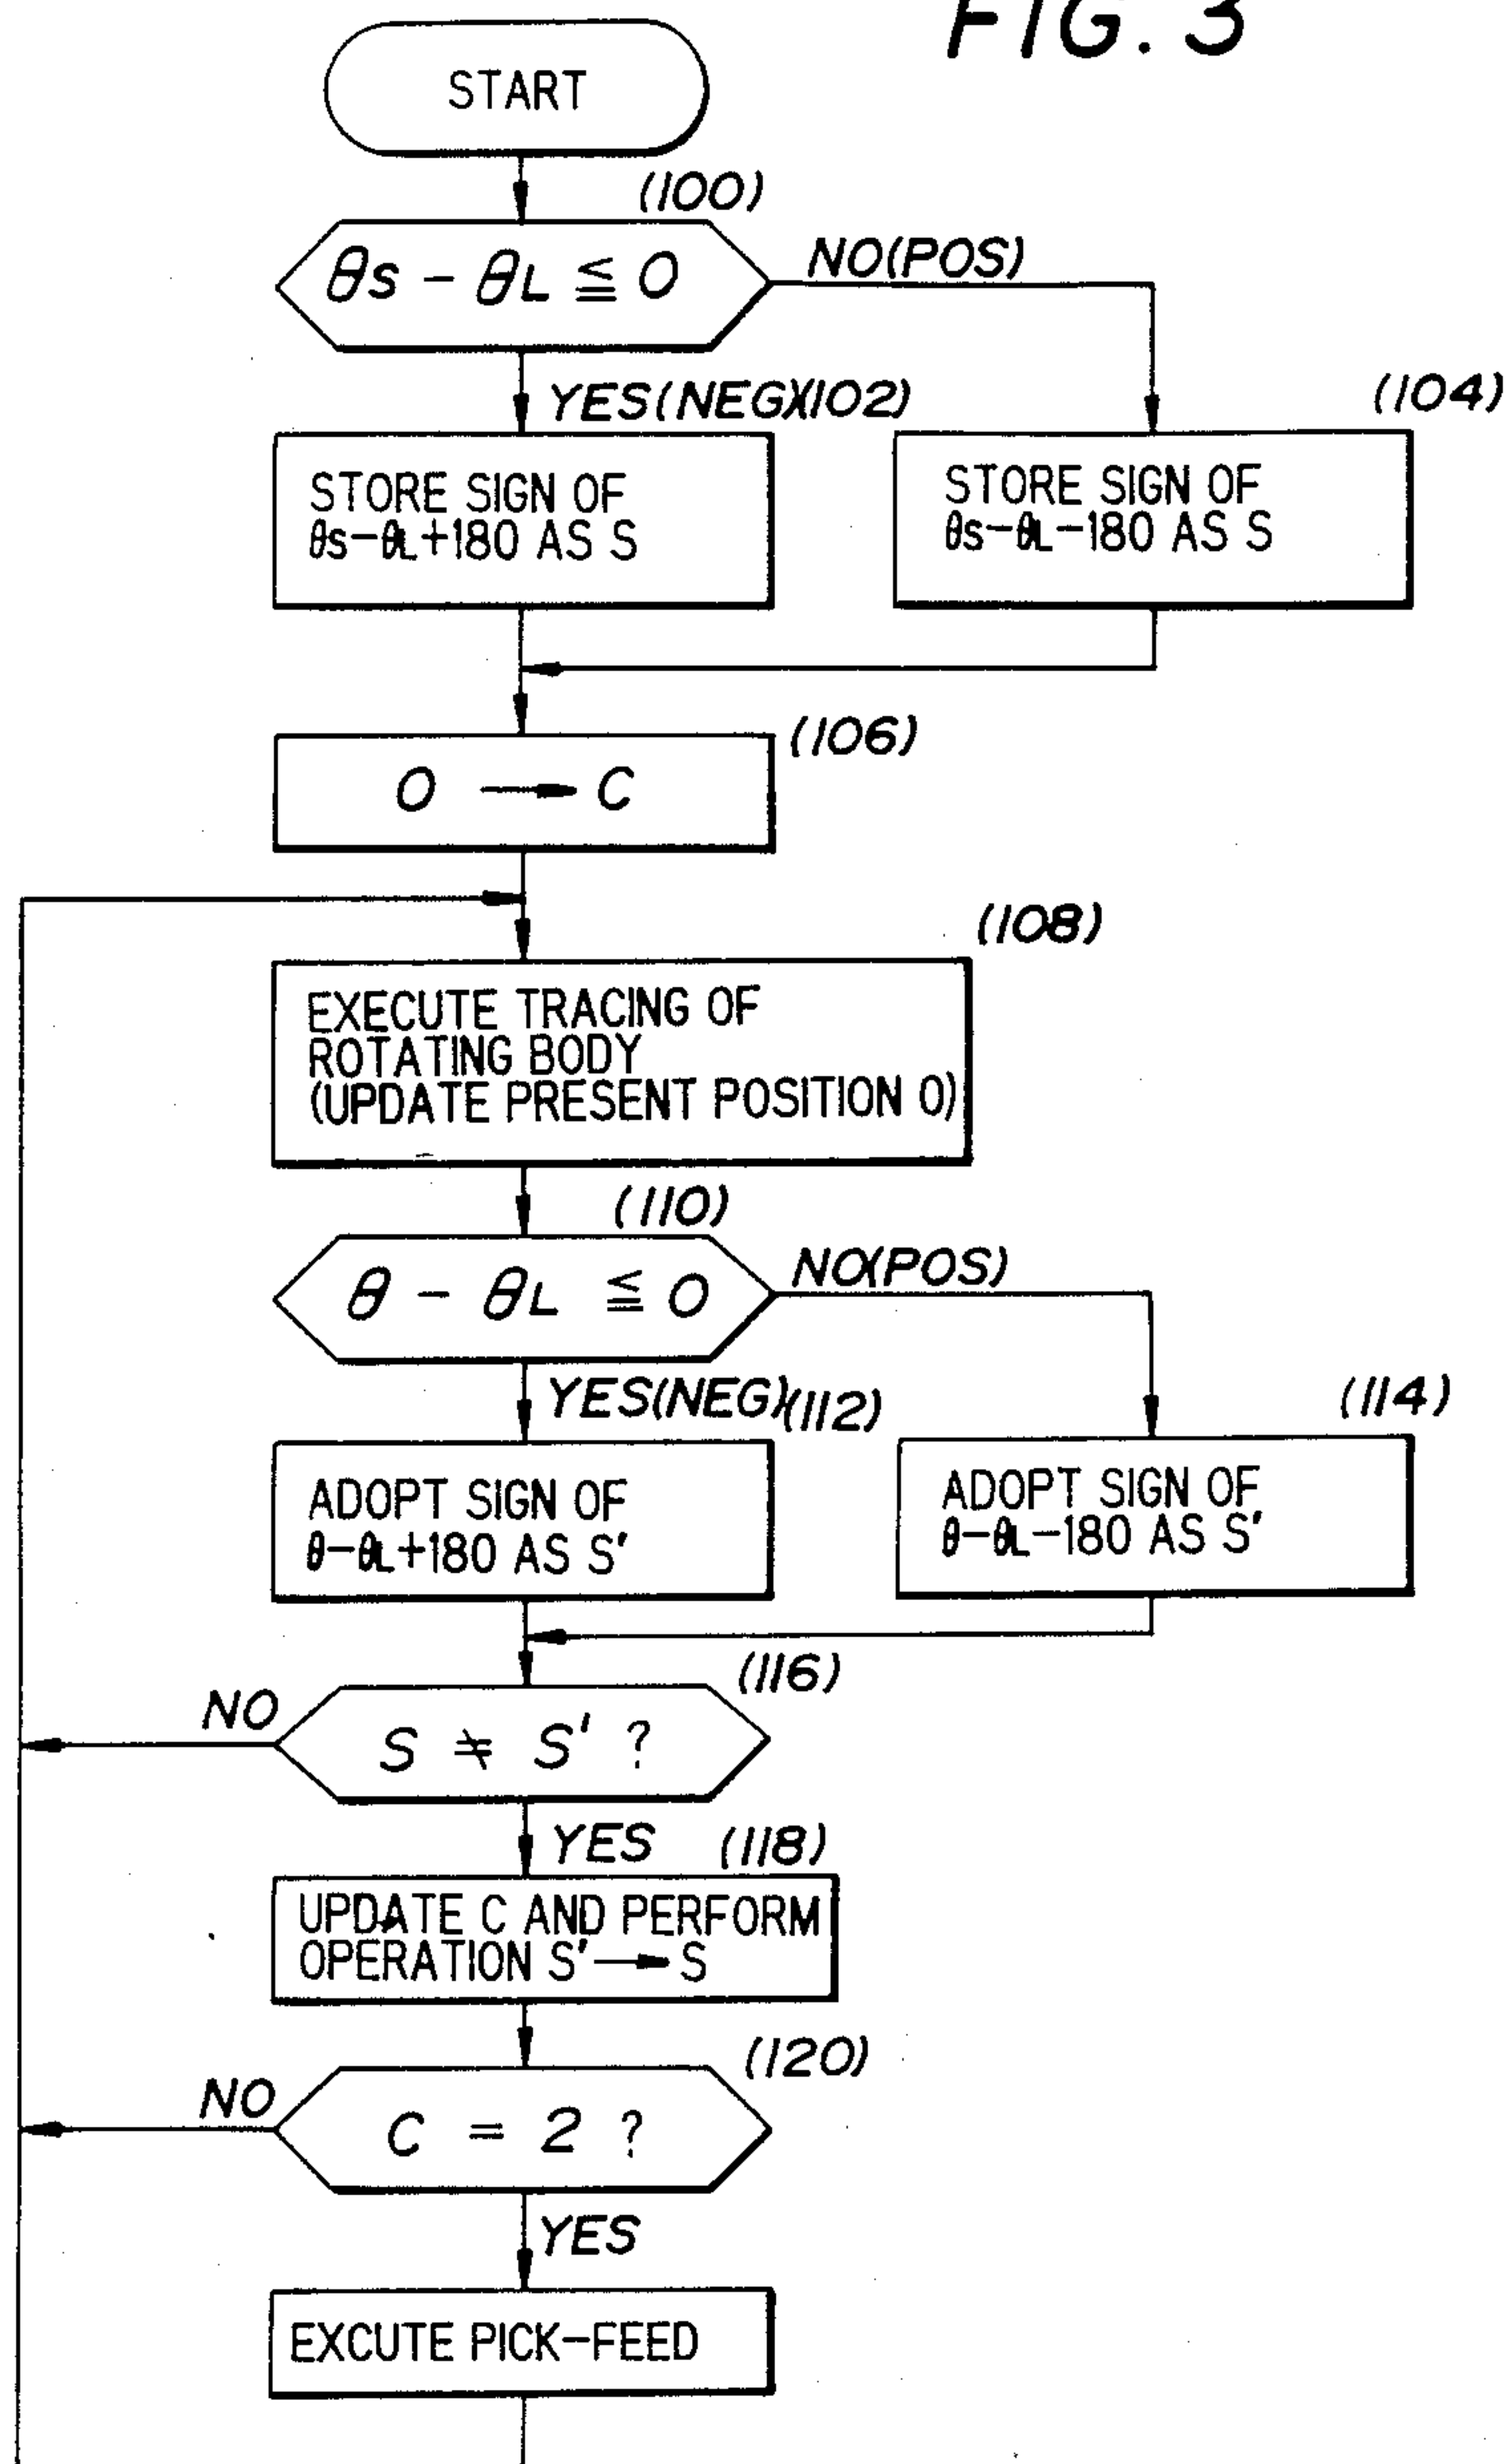 FIG. 3
START
(100)
θs - θL ≦ 0
NO(POS)
YES(NEG)(102)
(104)
STORE SIGN OF
θs-θL+180 AS S
STORE SIGN OF
θs-θL-180 AS S
(106)
0 → C
(108)
EXECUTE TRACING OF
ROTATING BODY
(UPDATE PRESENT POSITION 0)
(110)
θ - θL ≦ 0
NO(POS)
YES(NEG)(112)
(114)
ADOPT SIGN OF
θ-θL+180 AS S'
ADOPT SIGN OF
θ-θL-180 AS S'
(116)
NO
S ≠ S' ?
YES (118)
UPDATE C AND PERFORM
OPERATION S'→S
(120)
NO
C = 2 ?
YES
EXCUTE PICK-FEED